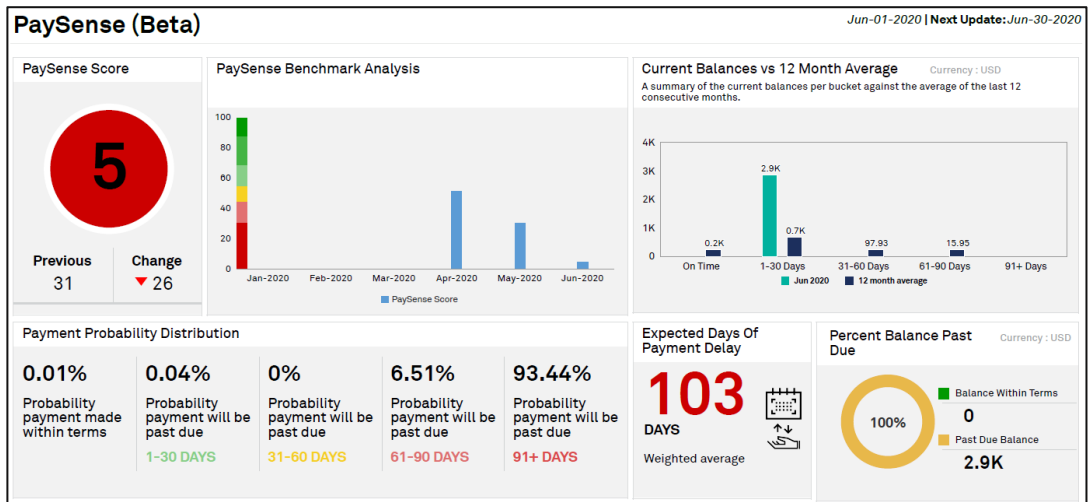 PaySense (Beta)
Jun-01-2020 | Next Update: Jun-30-2020
PaySense Score
5
Previous
31
Change
▼ 26
PaySense Benchmark Analysis
100
80
60
40
20
0
Jan-2020 Feb-2020 Mar-2020 Apr-2020 May-2020 Jun-2020
PaySense Score
Current Balances vs 12 Month Average Currency : USD
A summary of the current balances per bucket against the average of the last 12
consecutive months.
4K
3K
2K
1K
0
2.9K
0.2K 0.7K 97.93 15.95
On Time 1-30 Days 31-60 Days 61-90 Days 91+ Days
Jun 2020 12 month average
Payment Probability Distribution
0.01%
Probability
payment made
within terms
0.04%
Probability
payment will be
past due
1-30 DAYS
0%
Probability
payment will be
past due
31-60 DAYS
6.51%
Probability
payment will be
past due
61-90 DAYS
93.44%
Probability
payment will be
past due
91+ DAYS
Expected Days Of
Payment Delay
103
DAYS
Weighted average
Percent Balance Past
Due
Currency : USD
100%
Balance Within Terms
0
Past Due Balance
2.9K